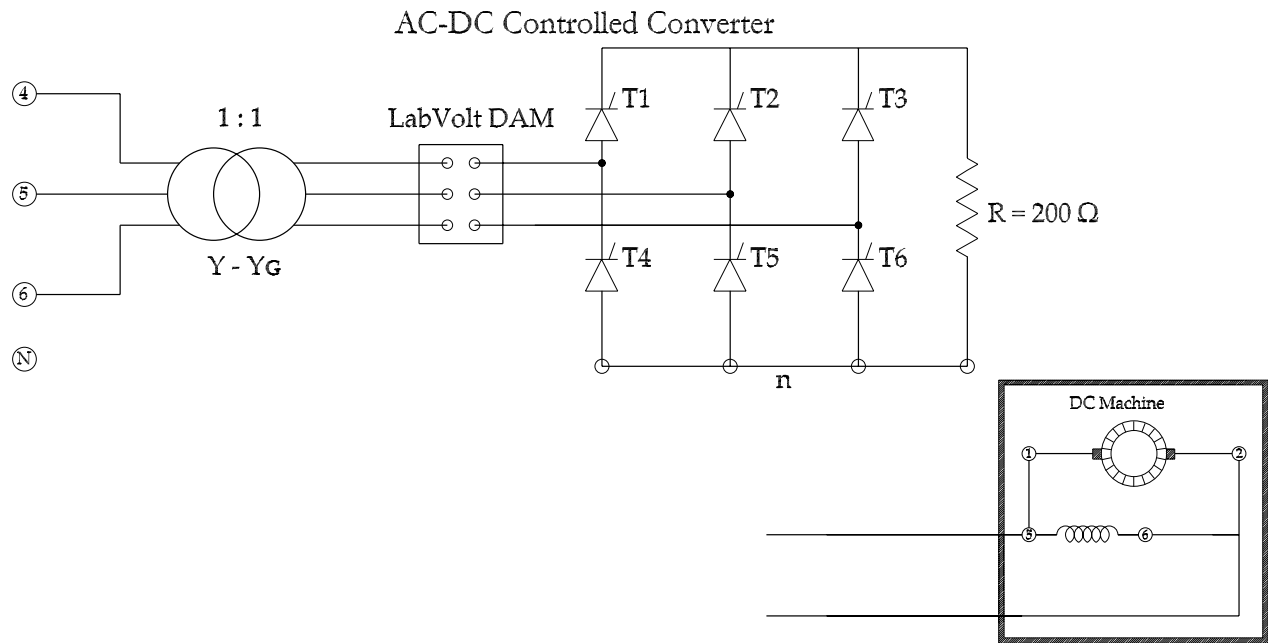 AC-DC Controlled Converter
4
1 : 1
LabVolt DAM
T1
T2
T3
5
R = 200 Ω
Y - YG
T4
T5
T6
6
N
n
DC Machine
1
2
5
6